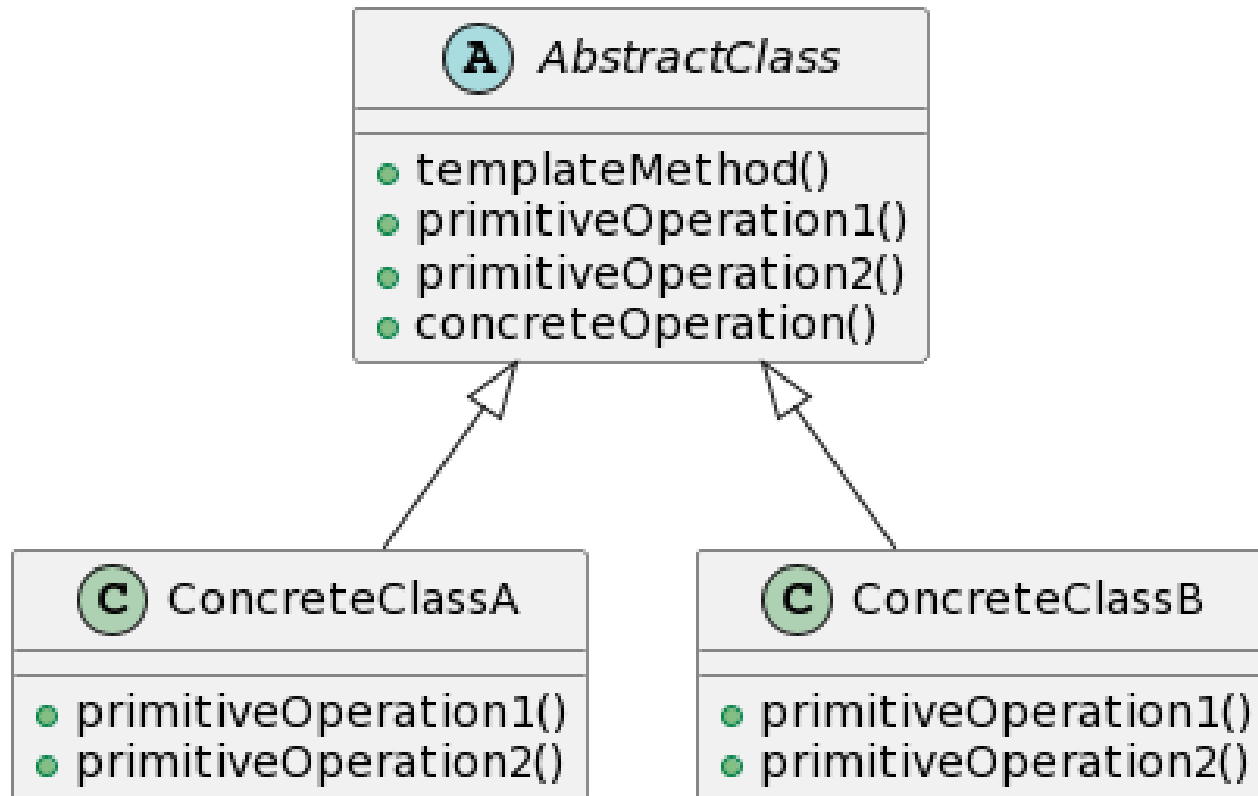 A AbstractClass
templateMethod()
primitiveOperation1()
primitiveOperation2()
concreteOperation()
C ConcreteClassA
primitiveOperation1()
primitiveOperation2()
C ConcreteClassB
primitiveOperation1()
primitiveOperation2()